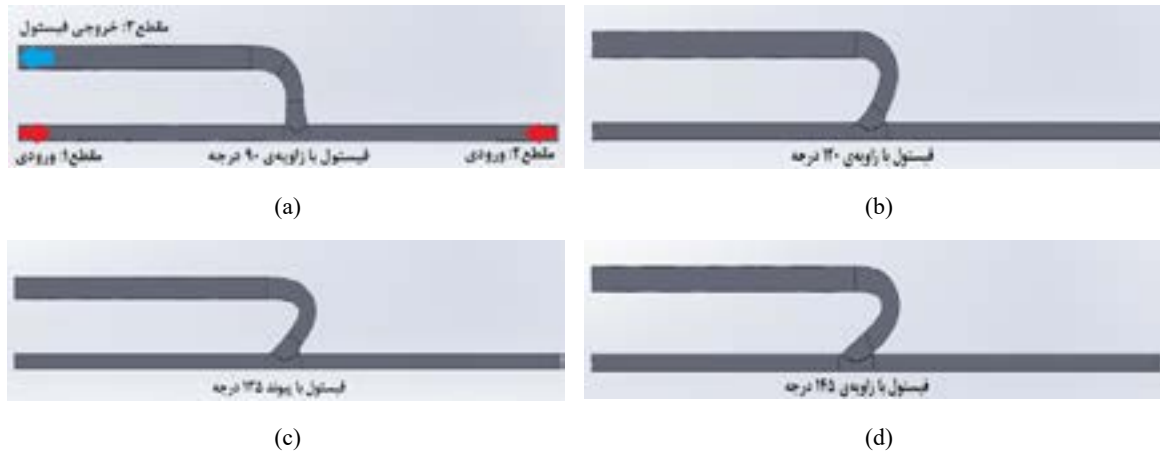 مقطع۳: خروجی فیستول
مقطع۱: ورودی
فیستول با زاویه‌ی ۹۰ درجه
مقطع۲: ورودی
(a)
فیستول با زاویه‌ی ۱۲۰ درجه
(b)
فیستول با پیوند ۱۳۵ درجه
(c)
فیستول با زاویه‌ی ۱۴۵ درجه
(d)